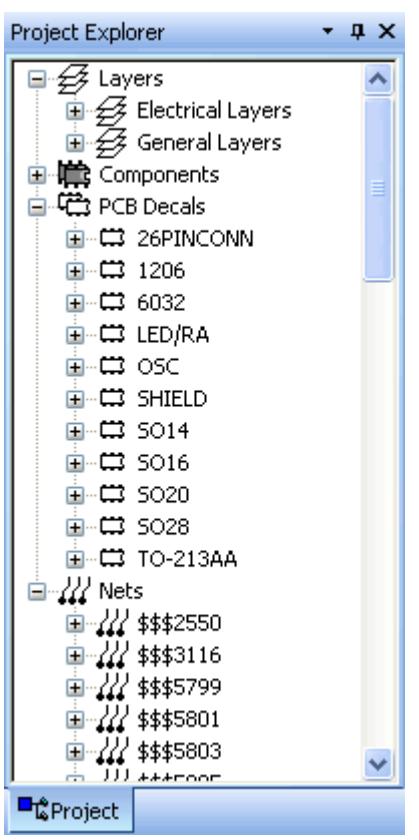 Project Explorer
Layers
Electrical Layers
General Layers
Components
PCB Decals
26PINCONN
1206
6032
LED/RA
OSC
SHIELD
SO14
SO16
SO20
SO28
TO-213AA
Nets
$$$2550
$$$3116
$$$5799
$$$5801
$$$5803
Project